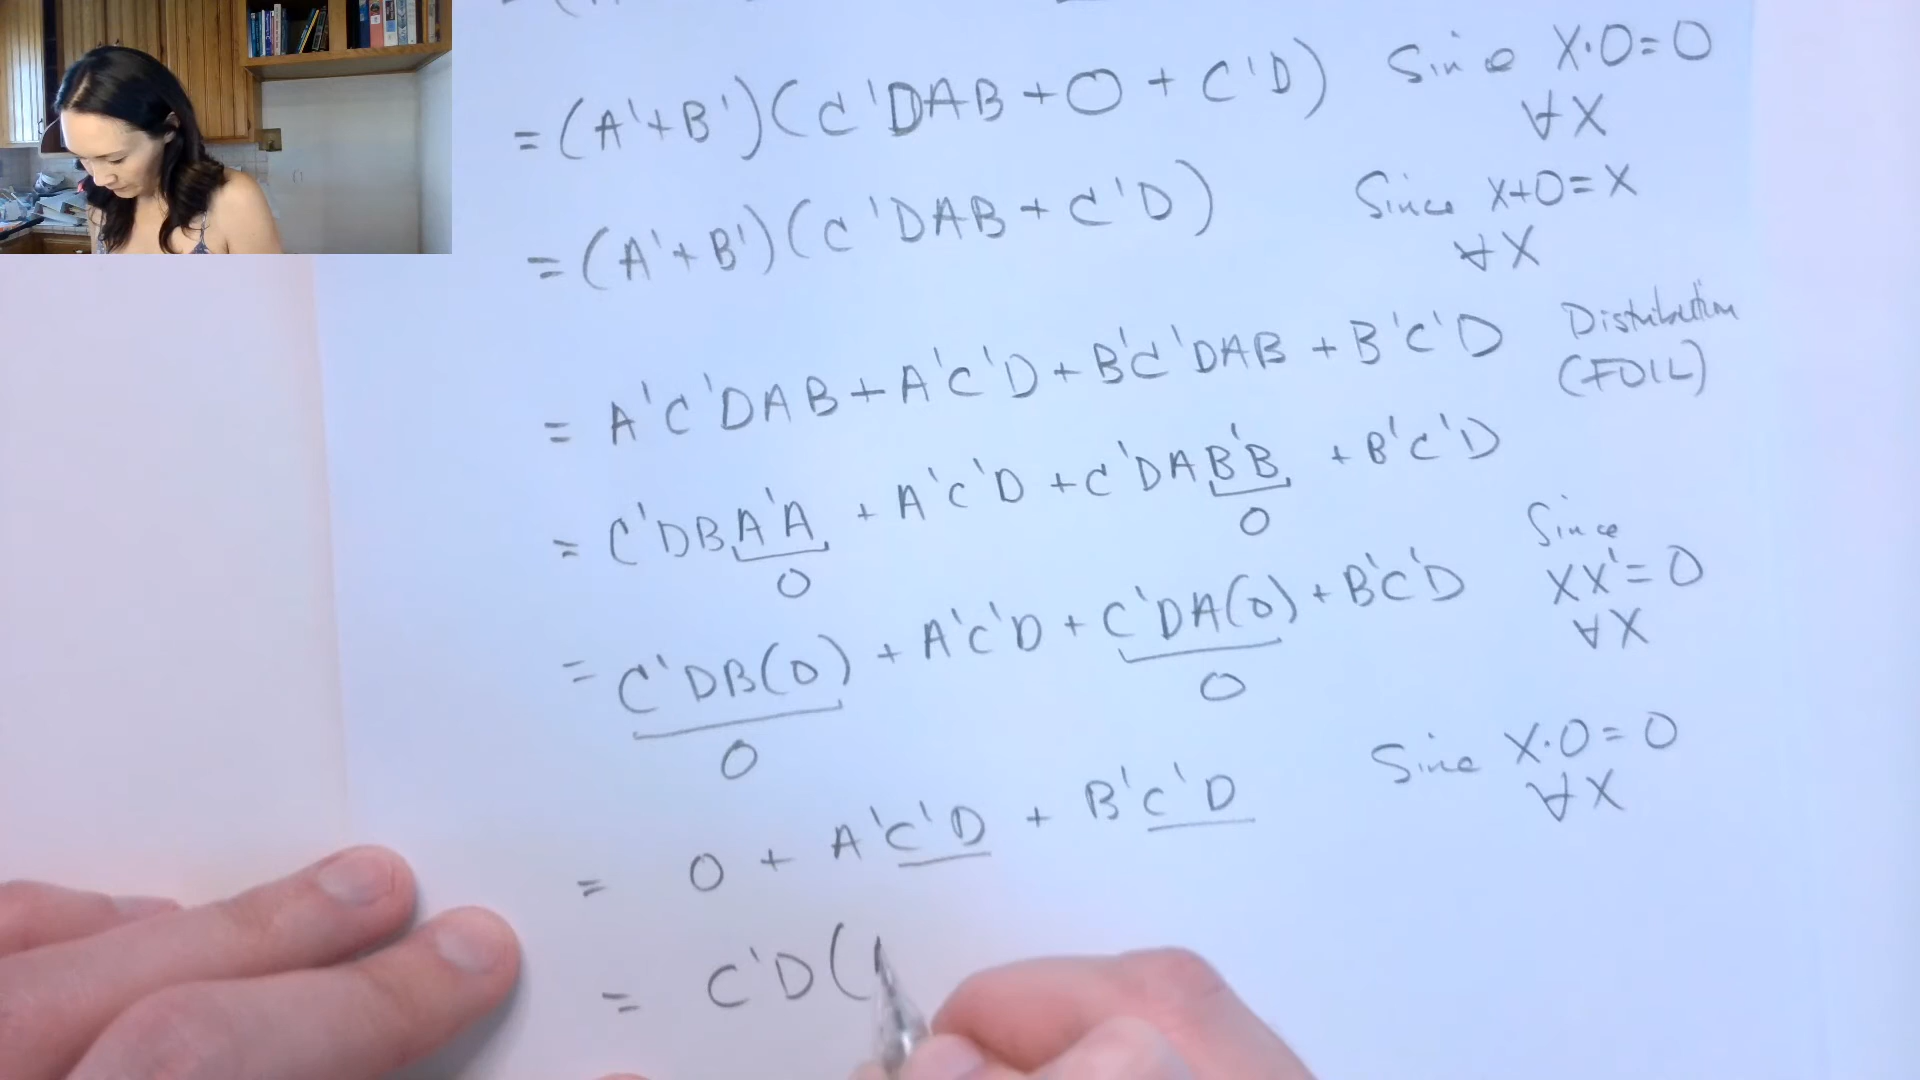 = (A'+B')(C'DAB + 0 + C'D) Since X·0=0
∀X
= (A'+B')(C'DAB + C'D) Since X+0=X
∀X
= A'C'DAB + A'C'D + B'C'DAB + B'C'D Distribution
(FOIL)
= C'DBA'A + A'C'D + C'DAB'B + B'C'D
0 0
Since
XX'=0
∀X
= C'DB(0) + A'C'D + C'DA(0) + B'C'D
0 0
Since X·0=0
∀X
= 0 + A'C'D + B'C'D
= C'D(